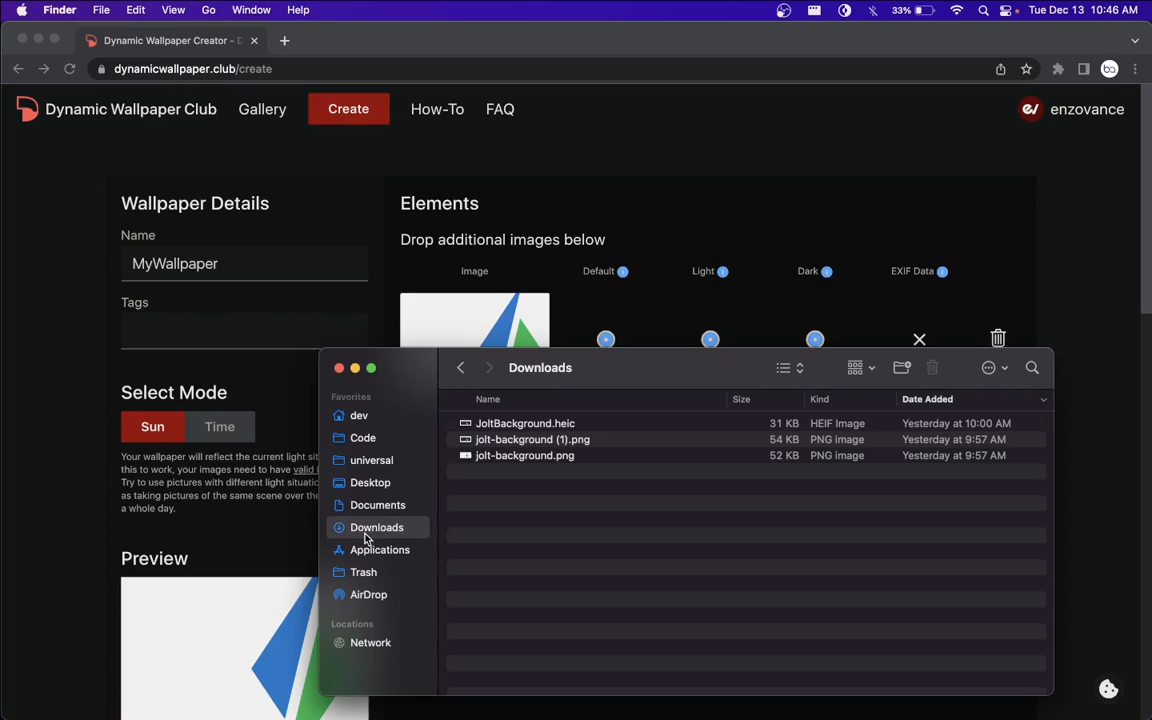 Finder File Edit View Go Window Help 33% Tue Dec 13 10:46 AM
Dynamic Wallpaper Creator – D
dynamicwallpaper.club/create
Dynamic Wallpaper Club Gallery Create How-To FAQ enzovance
Wallpaper Details
Name
MyWallpaper
Tags
Select Mode
Sun Time
Your wallpaper will reflect the current light sit
this to work, your images need to have valid
Try to use pictures with different light situatio
as taking pictures of the same scene over the
a whole day.
Preview
Elements
Drop additional images below
Image Default Light Dark EXIF Data
Downloads
Favorites
dev
Code
universal
Desktop
Documents
Downloads
Applications
Trash
AirDrop
Locations
Network
Name Size Kind Date Added
JoltBackground.heic 31 KB HEIF Image Yesterday at 10:00 AM
jolt-background (1).png 54 KB PNG image Yesterday at 9:57 AM
jolt-background.png 52 KB PNG image Yesterday at 9:57 AM